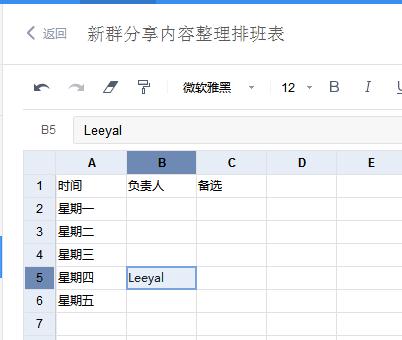 返回 新群分享内容整理排班表
微软雅黑 12 B I U
B5 Leeyal
A B C D E
1 时间 负责人 备选
2 星期一
3 星期二
4 星期三
5 星期四 Leeyal
6 星期五
7